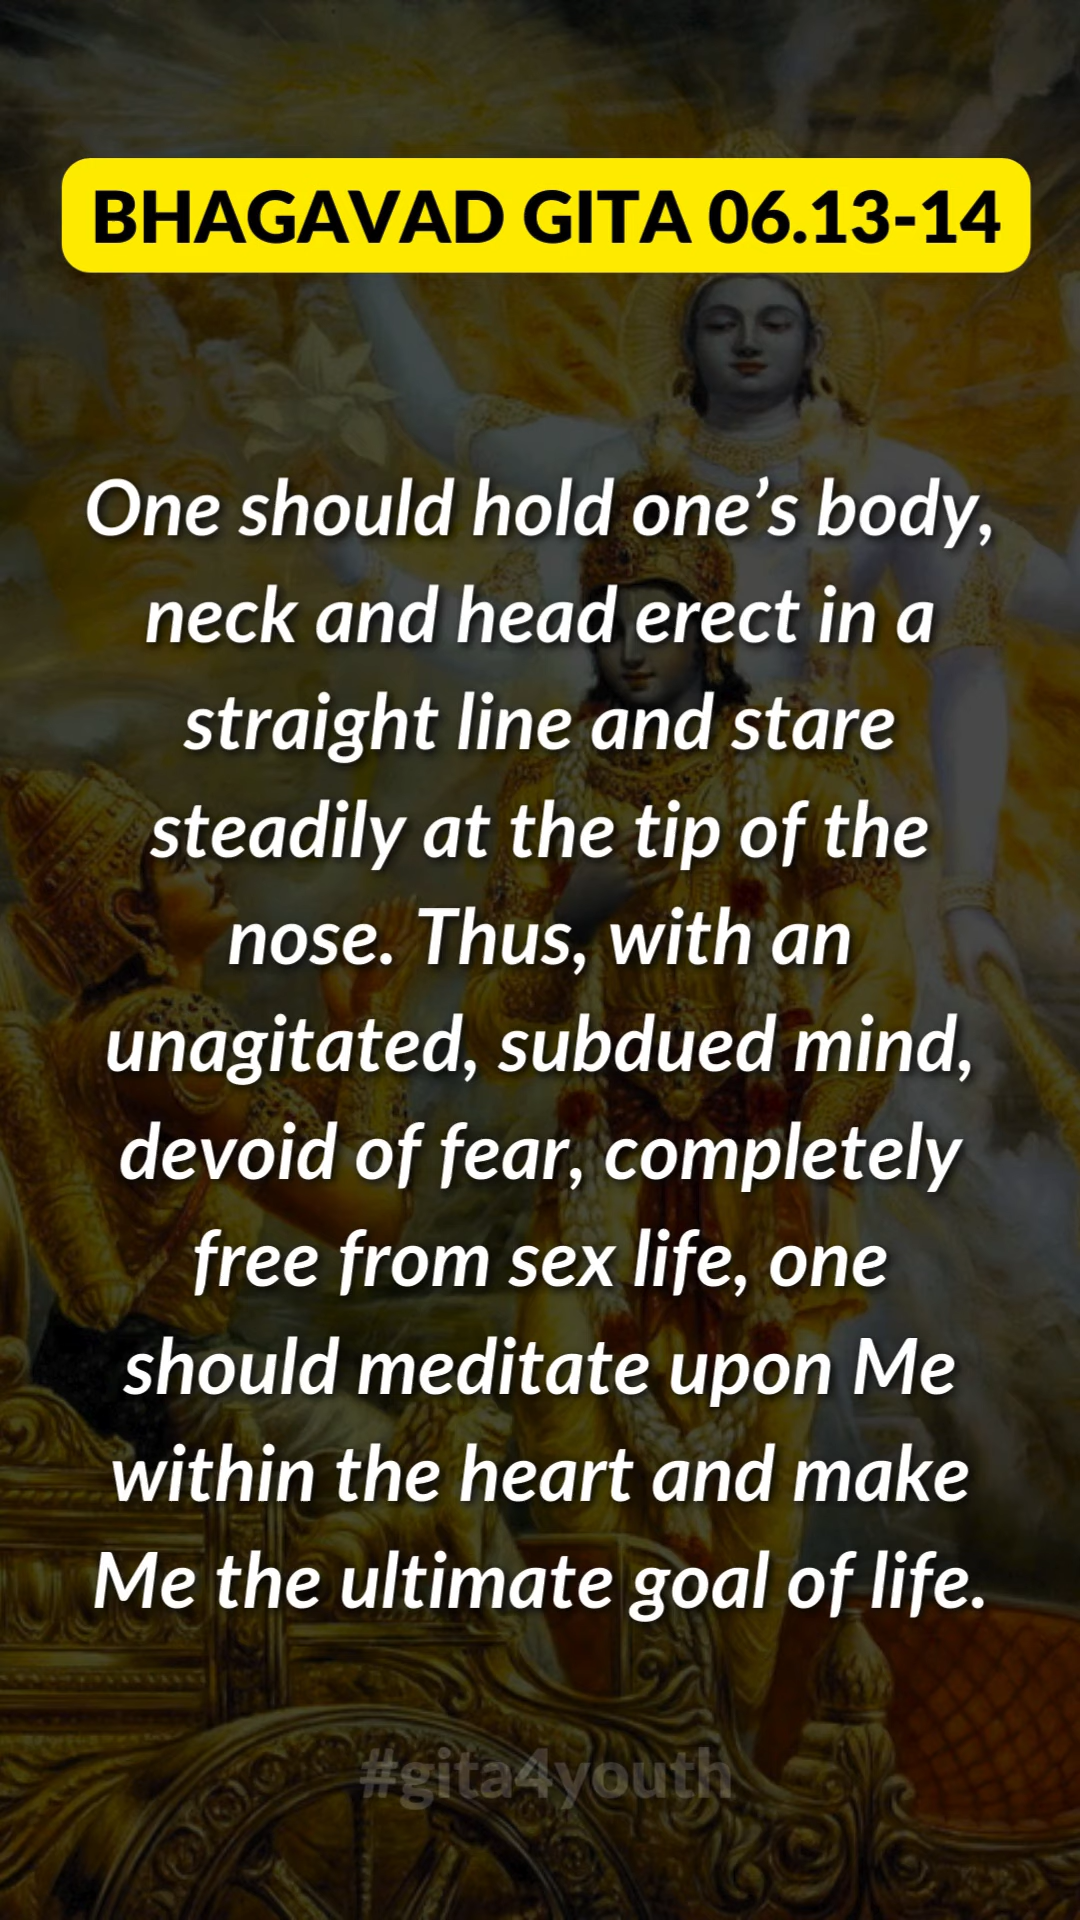 BHAGAVAD GITA 06.13-14
One should hold one’s body,
neck and head erect in a
straight line and stare
steadily at the tip of the
nose. Thus, with an
unagitated, subdued mind,
devoid of fear, completely
free from sex life, one
should meditate upon Me
within the heart and make
Me the ultimate goal of life.
#gita4youth